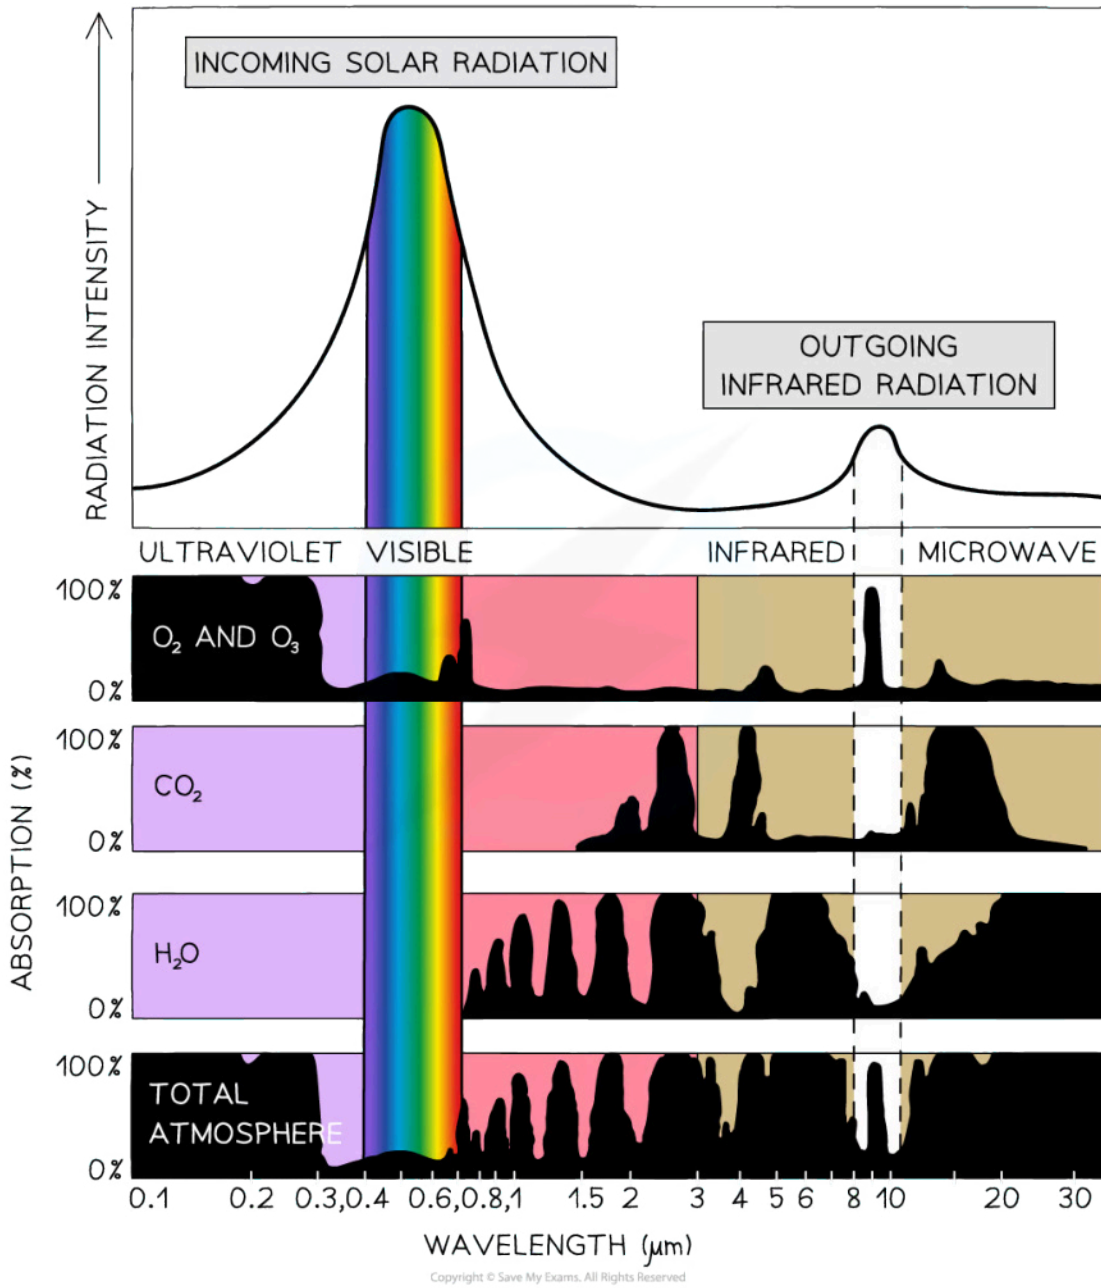 INCOMING SOLAR RADIATION
RADIATION INTENSITY
OUTGOING
INFRARED RADIATION
ULTRAVIOLET VISIBLE INFRARED MICROWAVE
100%
O₂ AND O₃
0%
100%
CO₂
0%
ABSORPTION (%)
100%
H₂O
0%
100%
TOTAL
ATMOSPHERE
0%
0.1 0.2 0.3,0.4 0.6,0.8,1 1.5 2 3 4 5 6 8 10 20 30
WAVELENGTH (μm)
Copyright © Save My Exams. All Rights Reserved